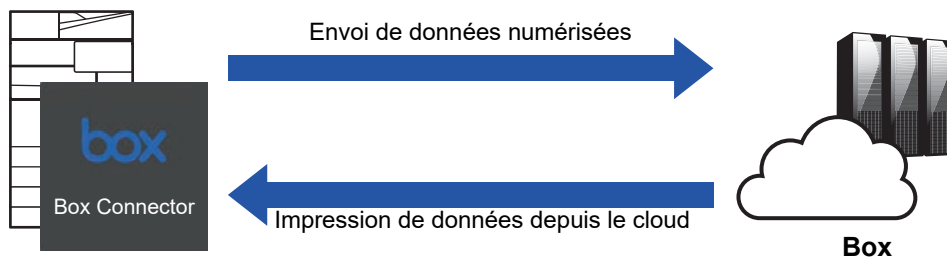 Envoi de données numérisées
box
Box Connector
Impression de données depuis le cloud
Box